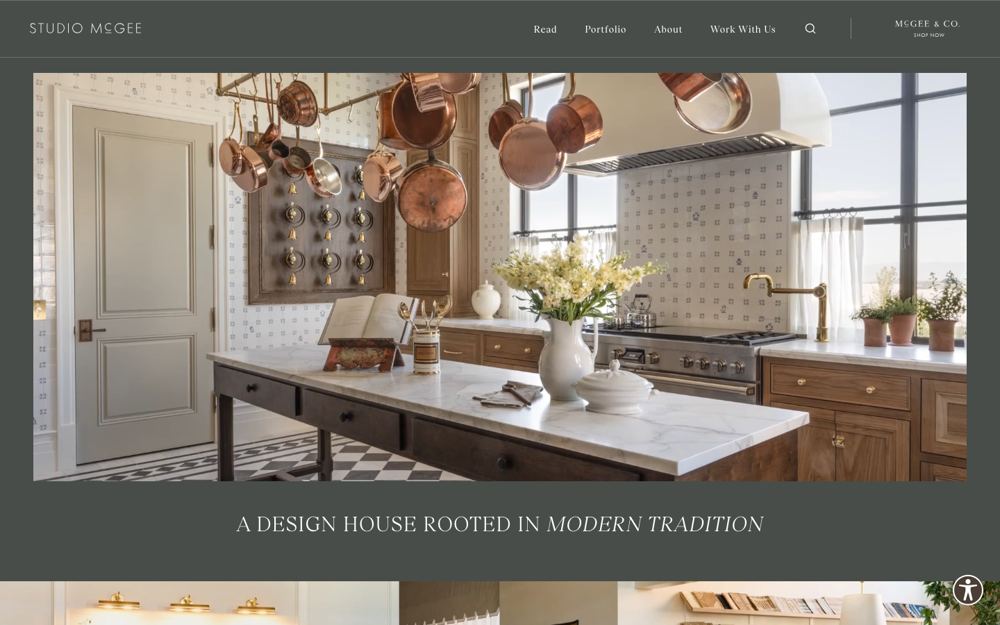 STUDIO McGEE
Read
Portfolio
About
Work With Us
McGEE & CO.
SHOP NOW
A DESIGN HOUSE ROOTED IN MODERN TRADITION